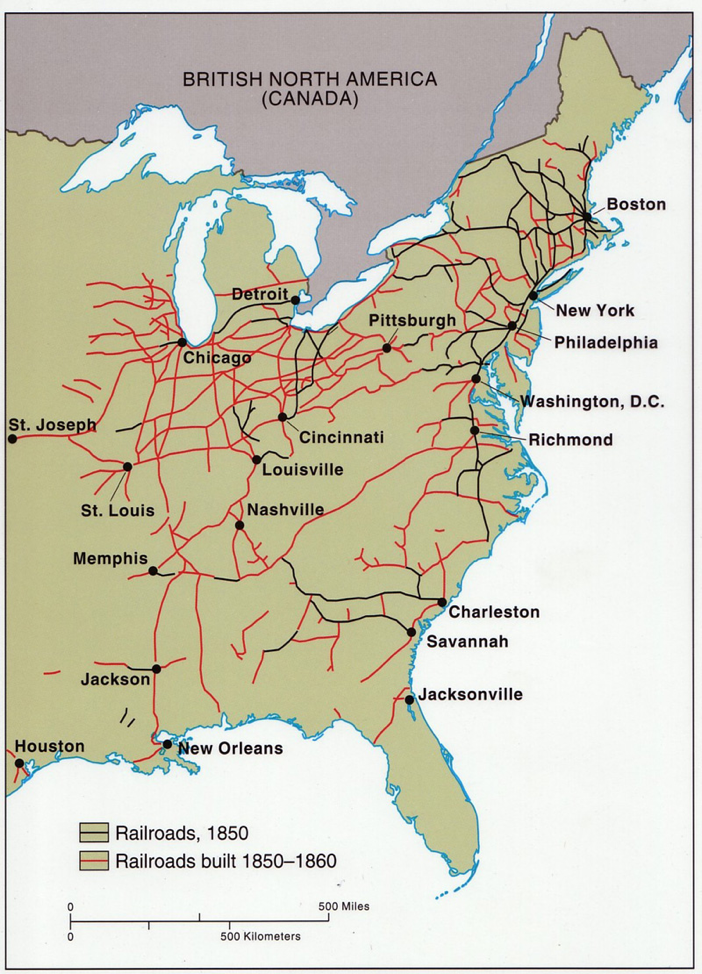 BRITISH NORTH AMERICA
(CANADA)
Boston
Detroit
New York
Pittsburgh
Philadelphia
Chicago
Washington, D.C.
St. Joseph
Cincinnati
Richmond
Louisville
St. Louis
Nashville
Memphis
Charleston
Savannah
Jackson
Jacksonville
Houston
New Orleans
Railroads, 1850
Railroads built 1850–1860
0 500 Miles
0 500 Kilometers